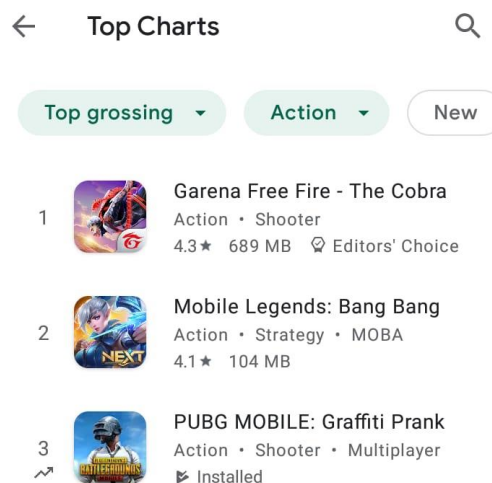 Top Charts
Top grossing
Action
New
1
Garena Free Fire - The Cobra
Action • Shooter
4.3★ 689 MB Editors' Choice
2
NEXT
Mobile Legends: Bang Bang
Action • Strategy • MOBA
4.1★ 104 MB
3
BATTLEGROUNDS
PUBG MOBILE: Graffiti Prank
Action • Shooter • Multiplayer
Installed